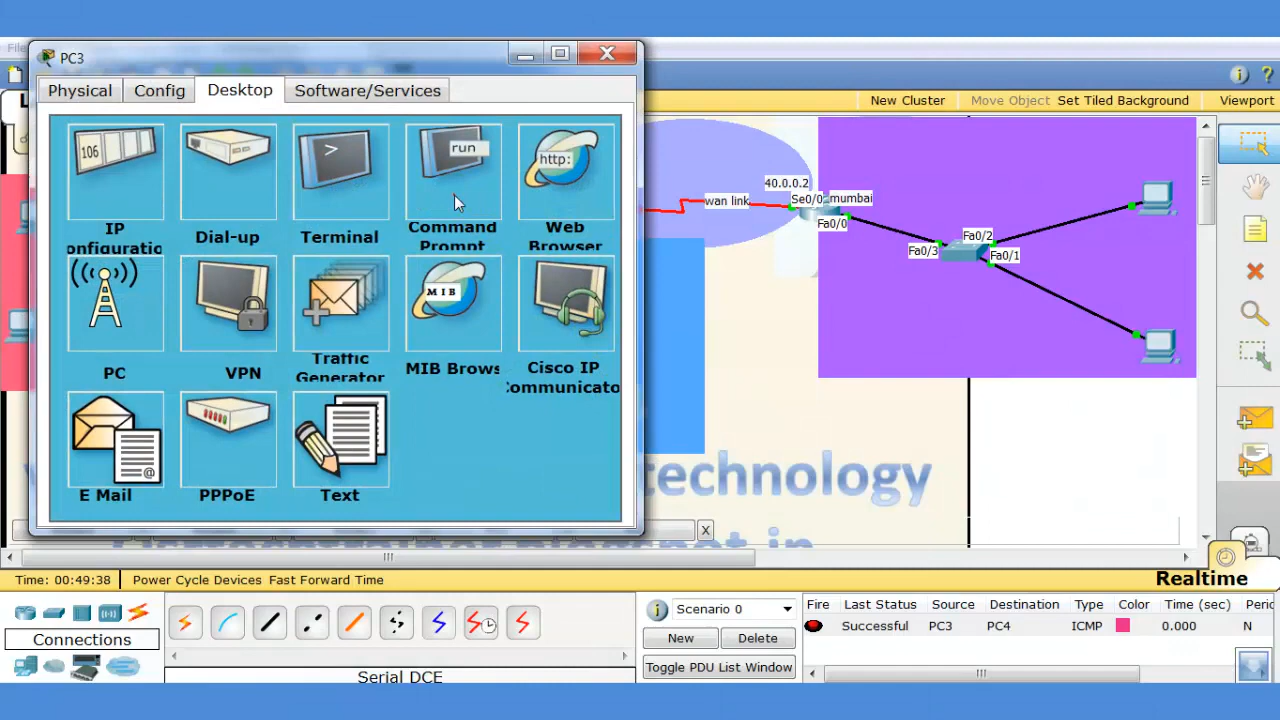 PC3
Physical
Config
Desktop
Software/Services
106
>
run
http:
IP
onfiguratio
Dial-up
Terminal
Command
Prompt
Web
Browser
MIB
PC
VPN
Traffic
Generator
MIB Brows
Cisco IP
ommunicato
@
E Mail
PPPoE
Text
New Cluster
Move Object
Set Tiled Background
Viewport
i
?
40.0.0.2
Se0/0
mumbai
wan link
Fa0/0
Fa0/3
Fa0/2
Fa0/1
technology
X
Time: 00:49:38
Power Cycle Devices Fast Forward Time
Realtime
Connections
Serial DCE
i
Scenario 0
New
Delete
Toggle PDU List Window
Fire Last Status Source Destination Type Color Time (sec) Perio
Successful PC3 PC4 ICMP 0.000 N